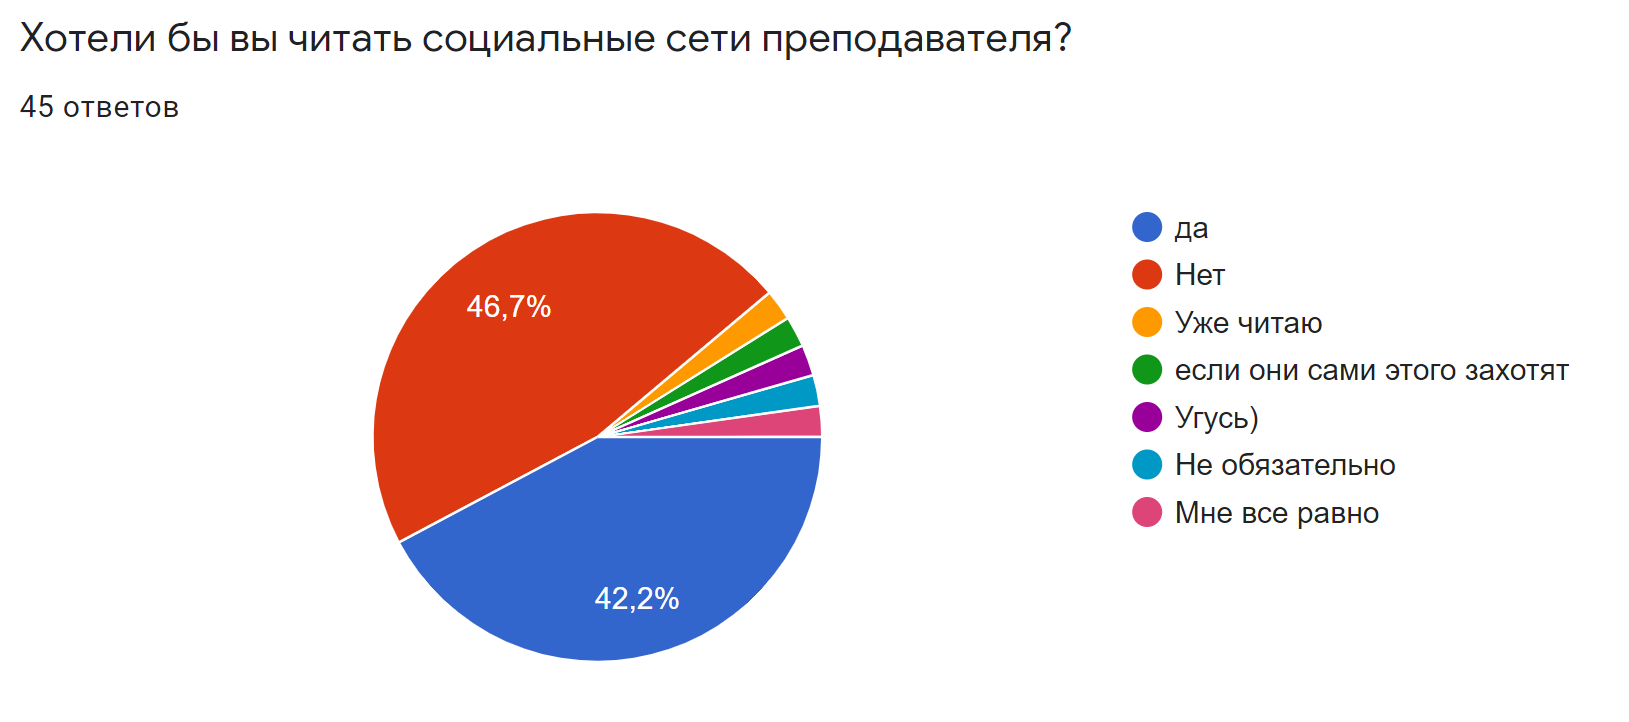 Хотели бы вы читать социальные сети преподавателя?
45 ответов
46,7%
42,2%
да
Нет
Уже читаю
если они сами этого захотят
Угусь)
Не обязательно
Мне все равно